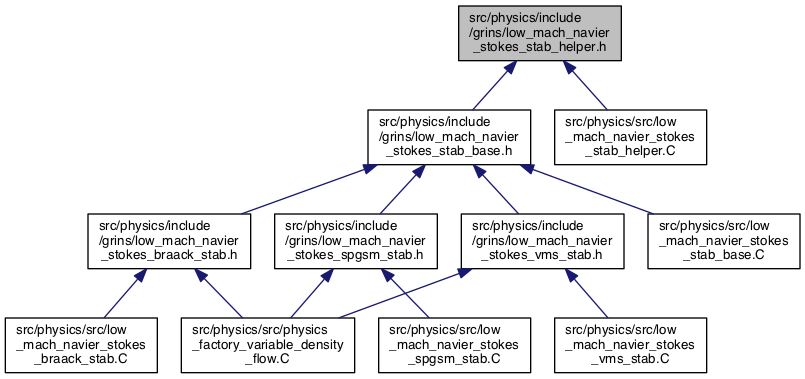 src/physics/include
/grins/low_mach_navier
_stokes_stab_helper.h
src/physics/include
/grins/low_mach_navier
_stokes_stab_base.h
src/physics/src/low
_mach_navier_stokes
_stab_helper.C
src/physics/include
/grins/low_mach_navier
_stokes_braack_stab.h
src/physics/include
/grins/low_mach_navier
_stokes_spgsm_stab.h
src/physics/include
/grins/low_mach_navier
_stokes_vms_stab.h
src/physics/src/low
_mach_navier_stokes
_stab_base.C
src/physics/src/low
_mach_navier_stokes
_braack_stab.C
src/physics/src/physics
_factory_variable_density
_flow.C
src/physics/src/low
_mach_navier_stokes
_spgsm_stab.C
src/physics/src/low
_mach_navier_stokes
_vms_stab.C